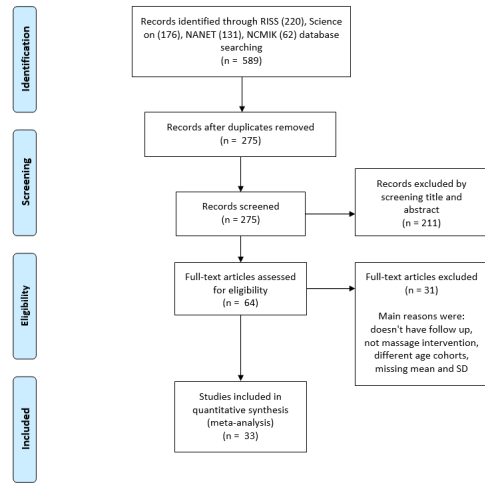 Identification
Records identified through RISS (220), Science
on (176), NANET (131), NCMIK (62) database
searching
(n = 589)
Records after duplicates removed
(n = 275)
Screening
Records screened
(n = 275)
Records excluded by
screening title and
abstract
(n = 211)
Eligibility
Full-text articles assessed
for eligibility
(n = 64)
Full-text articles excluded
(n = 31)
Main reasons were:
doesn't have follow up,
not massage intervention,
different age cohorts,
missing mean and SD
Included
Studies included in
quantitative synthesis
(meta-analysis)
(n = 33)